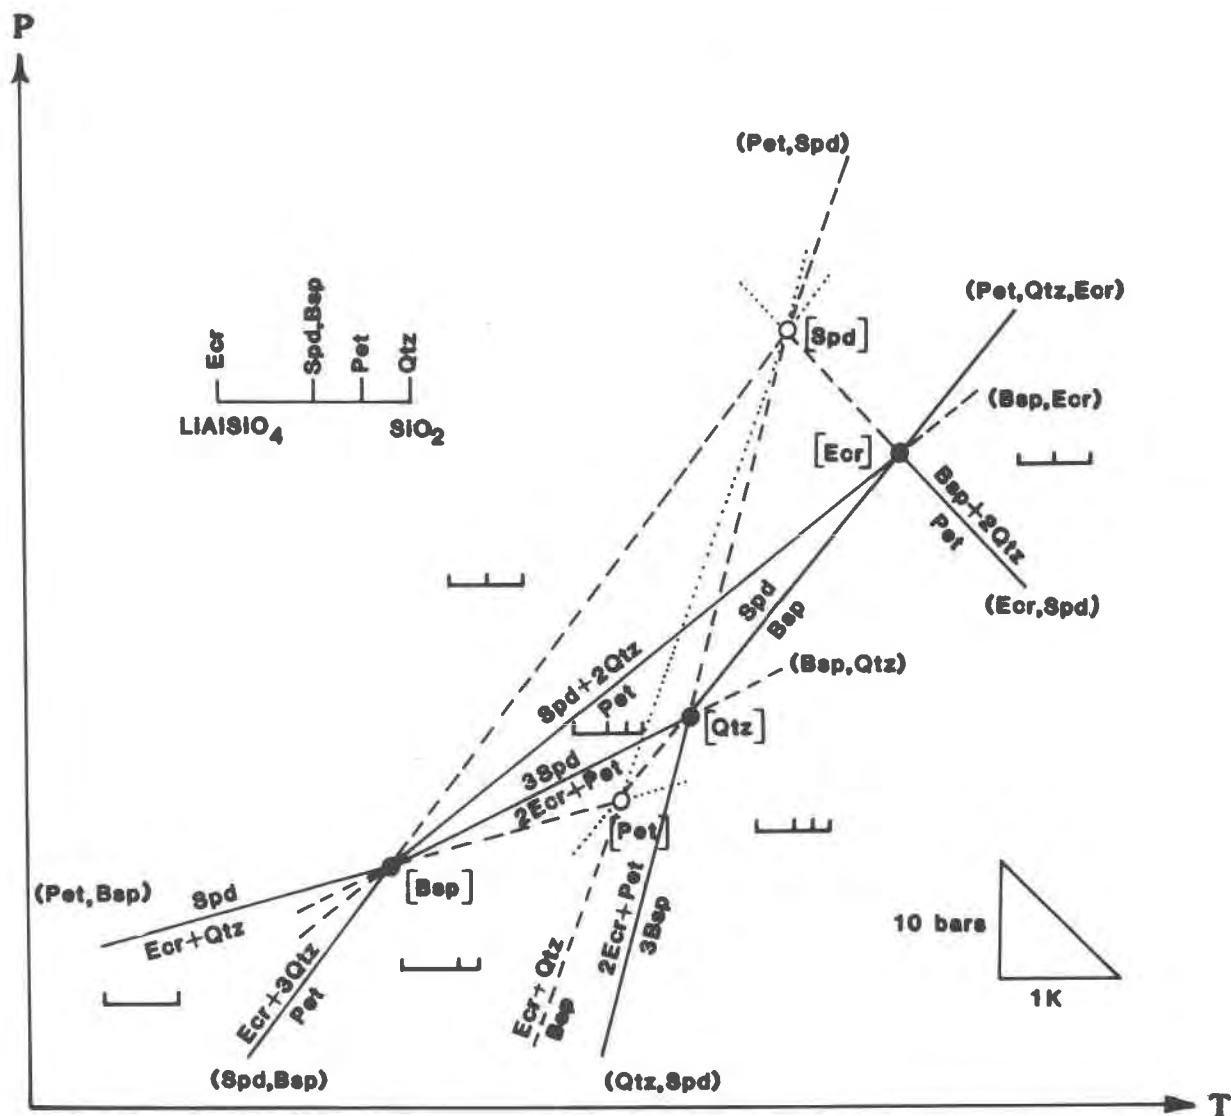 P
(Pet,Spd)
(Pet,Qtz,Ecr)
[Spd]
Ecr
Spd,Bsp
Pet
Qtz
LiAlSiO4
SiO2
(Bsp,Ecr)
[Ecr]
Bsp+2Qtz
Pet
(Ecr,Spd)
Spd
Bsp
(Bsp,Qtz)
Spd+2Qtz
Pet
[Qtz]
3Spd
2Ecr+Pet
[Pet]
(Pet,Bsp)
Spd
Ecr+Qtz
[Bsp]
10 bars
1K
Ecr+3Qtz
Pet
Ecr+Qtz
Bsp
2Ecr+Pet
3Bsp
(Spd,Bsp)
(Qtz,Spd)
T